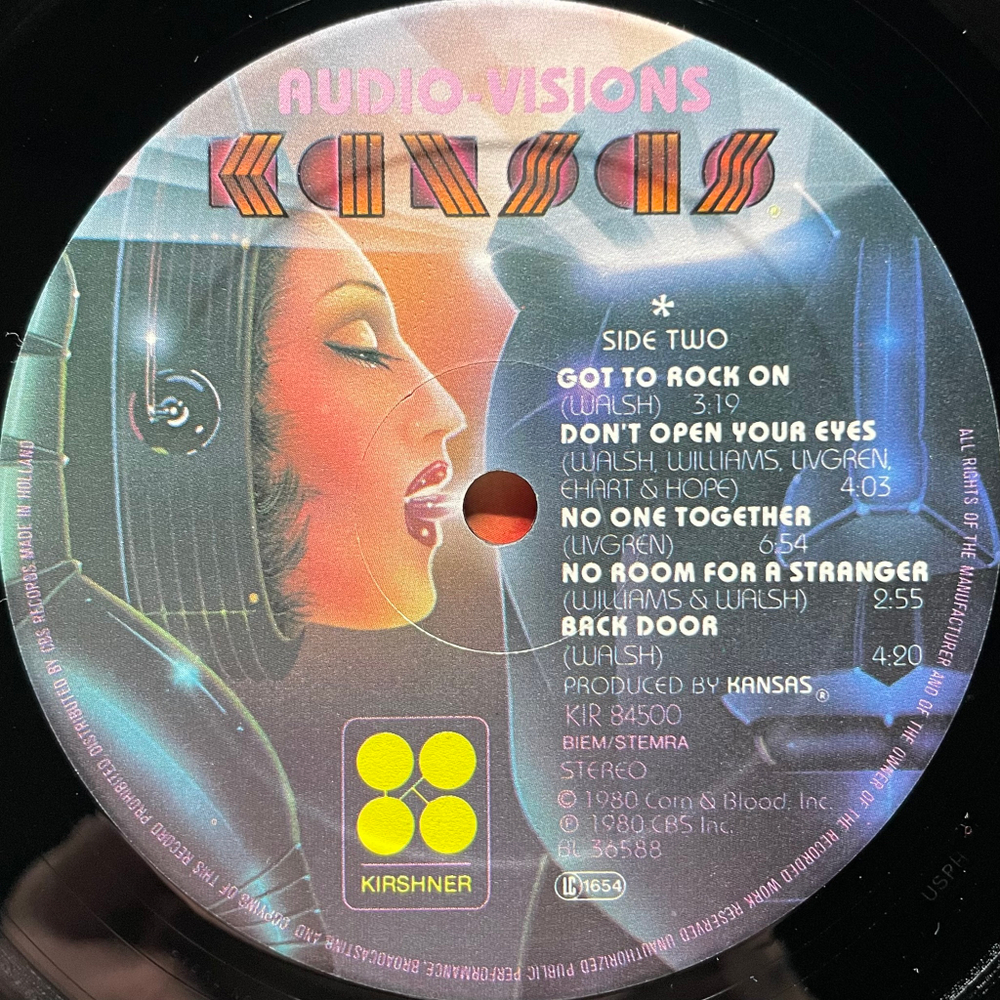 AUDIO-VISIONS
KANSAS
*
SIDE TWO
GOT TO ROCK ON
(WALSH) 3:19
DON'T OPEN YOUR EYES
(WALSH, WILLIAMS, LIVGREN,
EHART & HOPE) 4:03
NO ONE TOGETHER
(LIVGREN) 6:54
NO ROOM FOR A STRANGER
(WILLIAMS & WALSH) 2:55
BACK DOOR
(WALSH) 4:20
PRODUCED BY KANSAS®
KIR 84500
BIEM/STEMRA
STEREO
© 1980 Corn & Blood, Inc.
℗ 1980 CBS Inc.
BL 36588
LC 1654
KIRSHNER
ALL RIGHTS OF THE MANUFACTURER AND OF THE OWNER OF THE RECORDED WORK RESERVED UNAUTHORIZED PUBLIC PERFORMANCE, BROADCASTING AND COPYING OF THIS RECORD PROHIBITED DISTRIBUTED BY CBS RECORDS. MADE IN HOLLAND
USPH